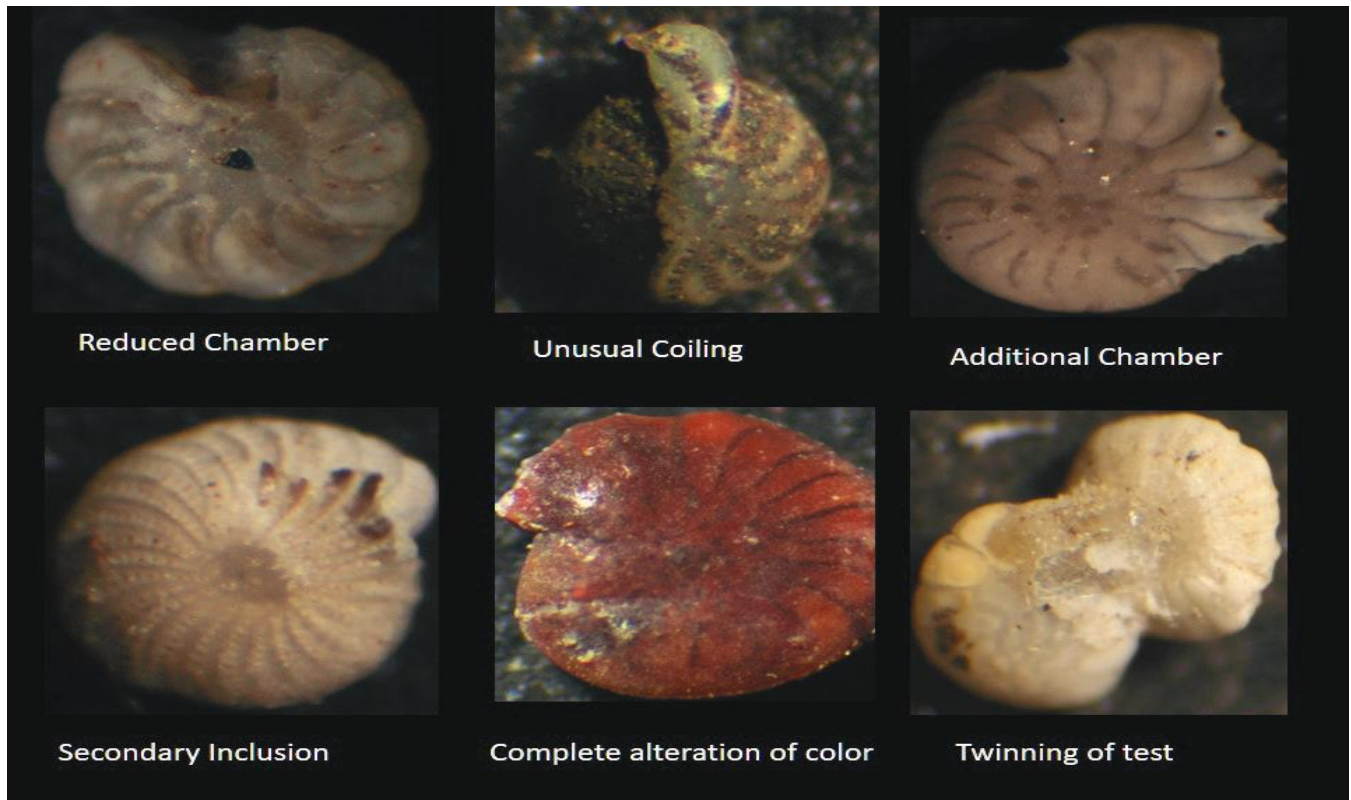 Reduced Chamber
Unusual Coiling
Additional Chamber
Secondary Inclusion
Complete alteration of color
Twinning of test